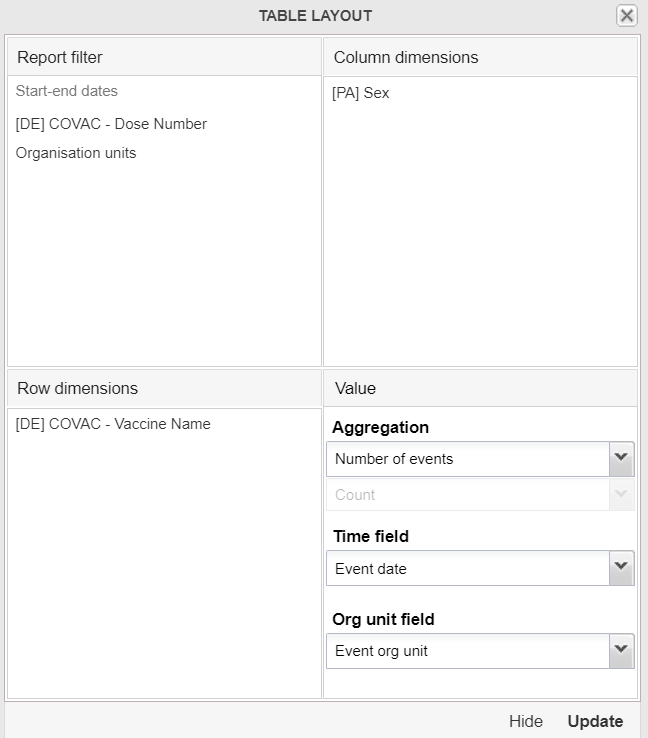 TABLE LAYOUT
Report filter
Start-end dates
[DE] COVAC - Dose Number
Organisation units
Column dimensions
[PA] Sex
Row dimensions
[DE] COVAC - Vaccine Name
Value
Aggregation
Number of events
Count
Time field
Event date
Org unit field
Event org unit
Hide
Update